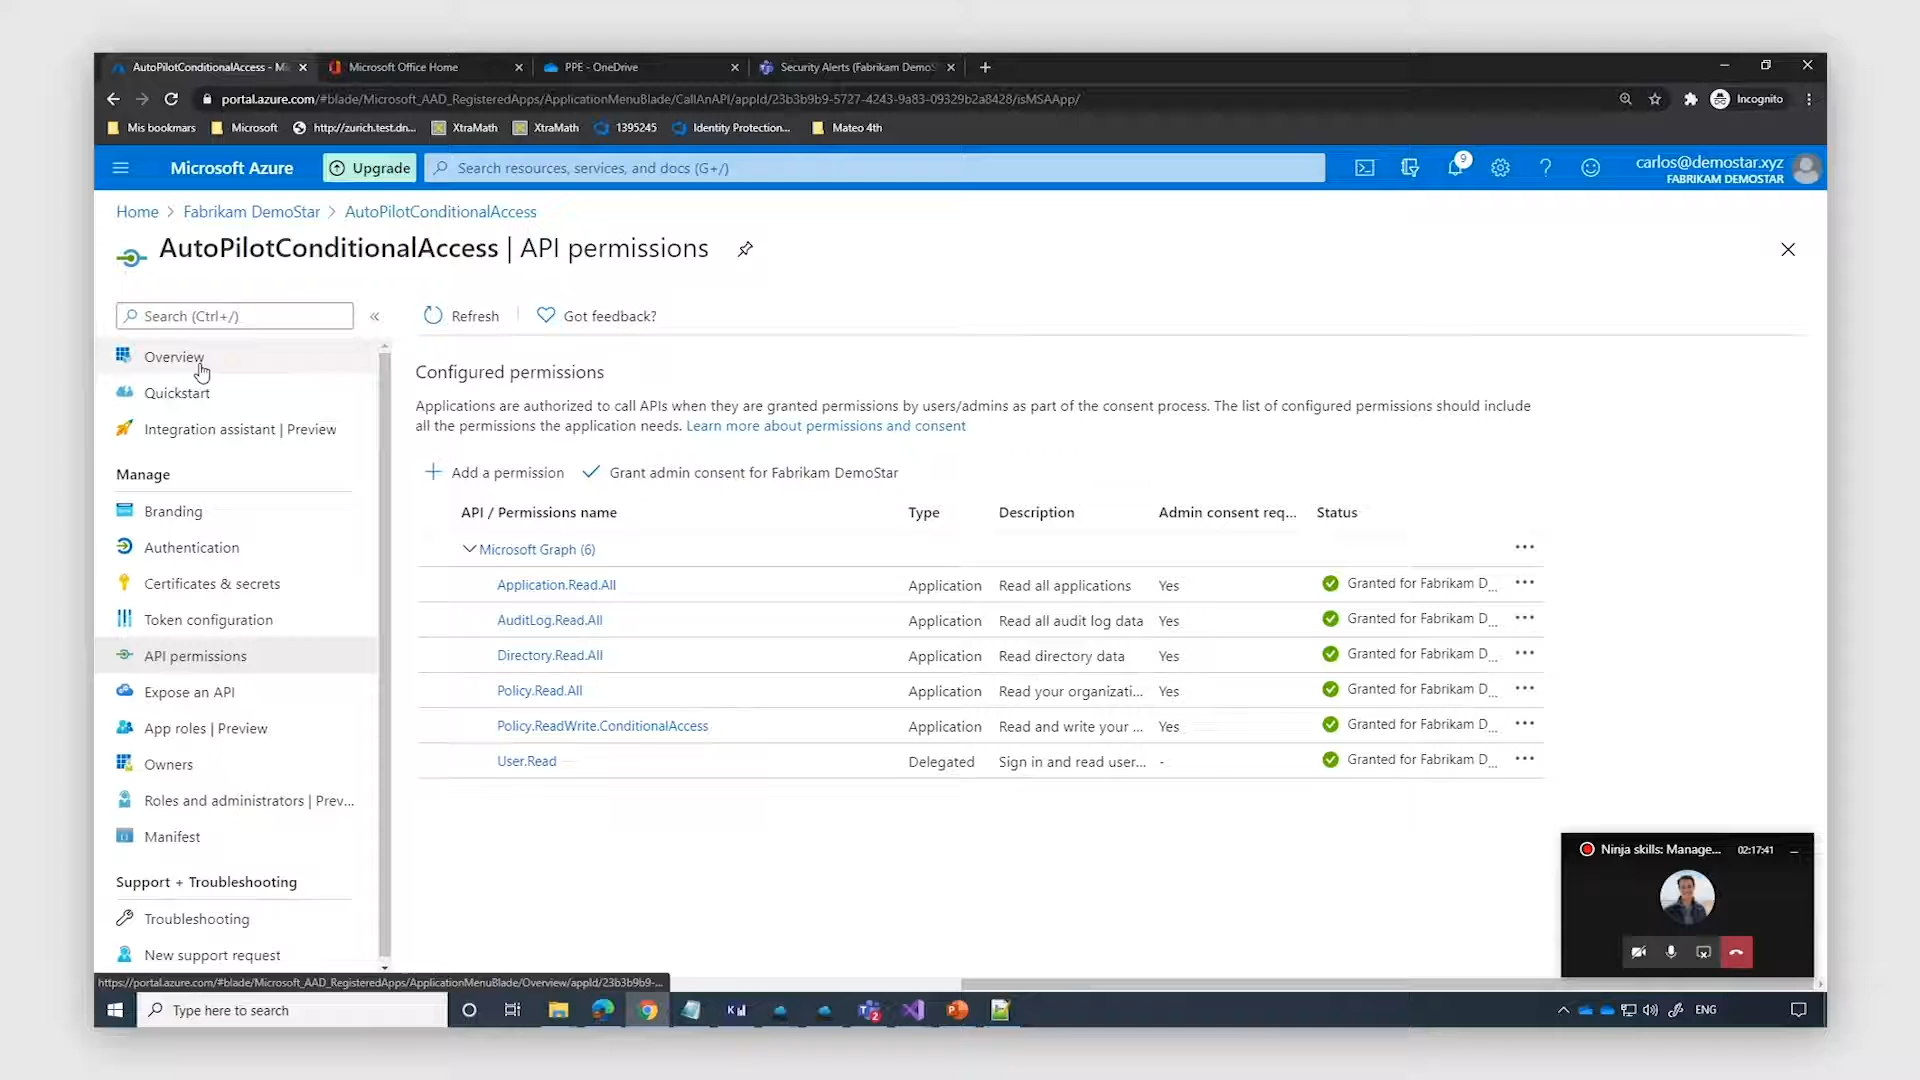 AutoPilotConditionalAccess - Mi
Microsoft Office Home
PPE - OneDrive
Security Alerts (Fabrikam DemoS
portal.azure.com/#blade/Microsoft_AAD_RegisteredApps/ApplicationMenuBlade/CallAnAPI/appId/23b3b9b9-5727-4243-9a83-09329b2a8428/isMSAApp/
Incognito
Mis bookmars
Microsoft
http://zurich.test.dn...
XtraMath
XtraMath
1395245
Identity Protection...
Mateo 4th
Microsoft Azure
Upgrade
Search resources, services, and docs (G+/)
9
carlos@demostar.xyz
FABRIKAM DEMOSTAR
Home > Fabrikam DemoStar > AutoPilotConditionalAccess
AutoPilotConditionalAccess | API permissions
Search (Ctrl+/)
«
Refresh
Got feedback?
Overview
Quickstart
Integration assistant | Preview
Manage
Branding
Authentication
Certificates & secrets
Token configuration
API permissions
Expose an API
App roles | Preview
Owners
Roles and administrators | Prev...
Manifest
Support + Troubleshooting
Troubleshooting
New support request
Configured permissions
Applications are authorized to call APIs when they are granted permissions by users/admins as part of the consent process. The list of configured permissions should include
all the permissions the application needs. Learn more about permissions and consent
Add a permission
Grant admin consent for Fabrikam DemoStar
API / Permissions name Type Description Admin consent req... Status
Microsoft Graph (6)
Application.Read.All Application Read all applications Yes Granted for Fabrikam D...
AuditLog.Read.All Application Read all audit log data Yes Granted for Fabrikam D...
Directory.Read.All Application Read directory data Yes Granted for Fabrikam D...
Policy.Read.All Application Read your organizati... Yes Granted for Fabrikam D...
Policy.ReadWrite.ConditionalAccess Application Read and write your ... Yes Granted for Fabrikam D...
User.Read Delegated Sign in and read user... - Granted for Fabrikam D...
Ninja skills: Manage... 02:17:41
https://portal.azure.com/#blade/Microsoft_AAD_RegisteredApps/ApplicationMenuBlade/Overview/appId/23b3b9b9-...
Type here to search
ENG